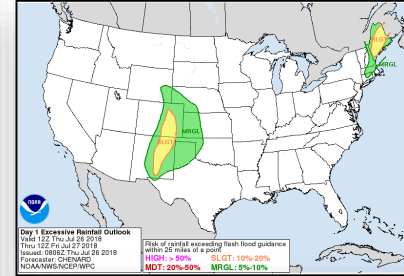 SLGT
MRGL
MRGL
SLGT
NOAA
Day 1 Excessive Rainfall Outlook
Valid 12Z Thu Jul 26 2018
Thru 12Z Fri Jul 27 2018
Issued: 0806Z Thu Jul 26 2018
Forecaster: CHENARD
NOAA/NWS/NCEP/WPC
Risk of rainfall exceeding flash flood guidance
within 25 miles of a point
HIGH: > 50% SLGT: 10%-20%
MDT: 20%-50% MRGL: 5%-10%